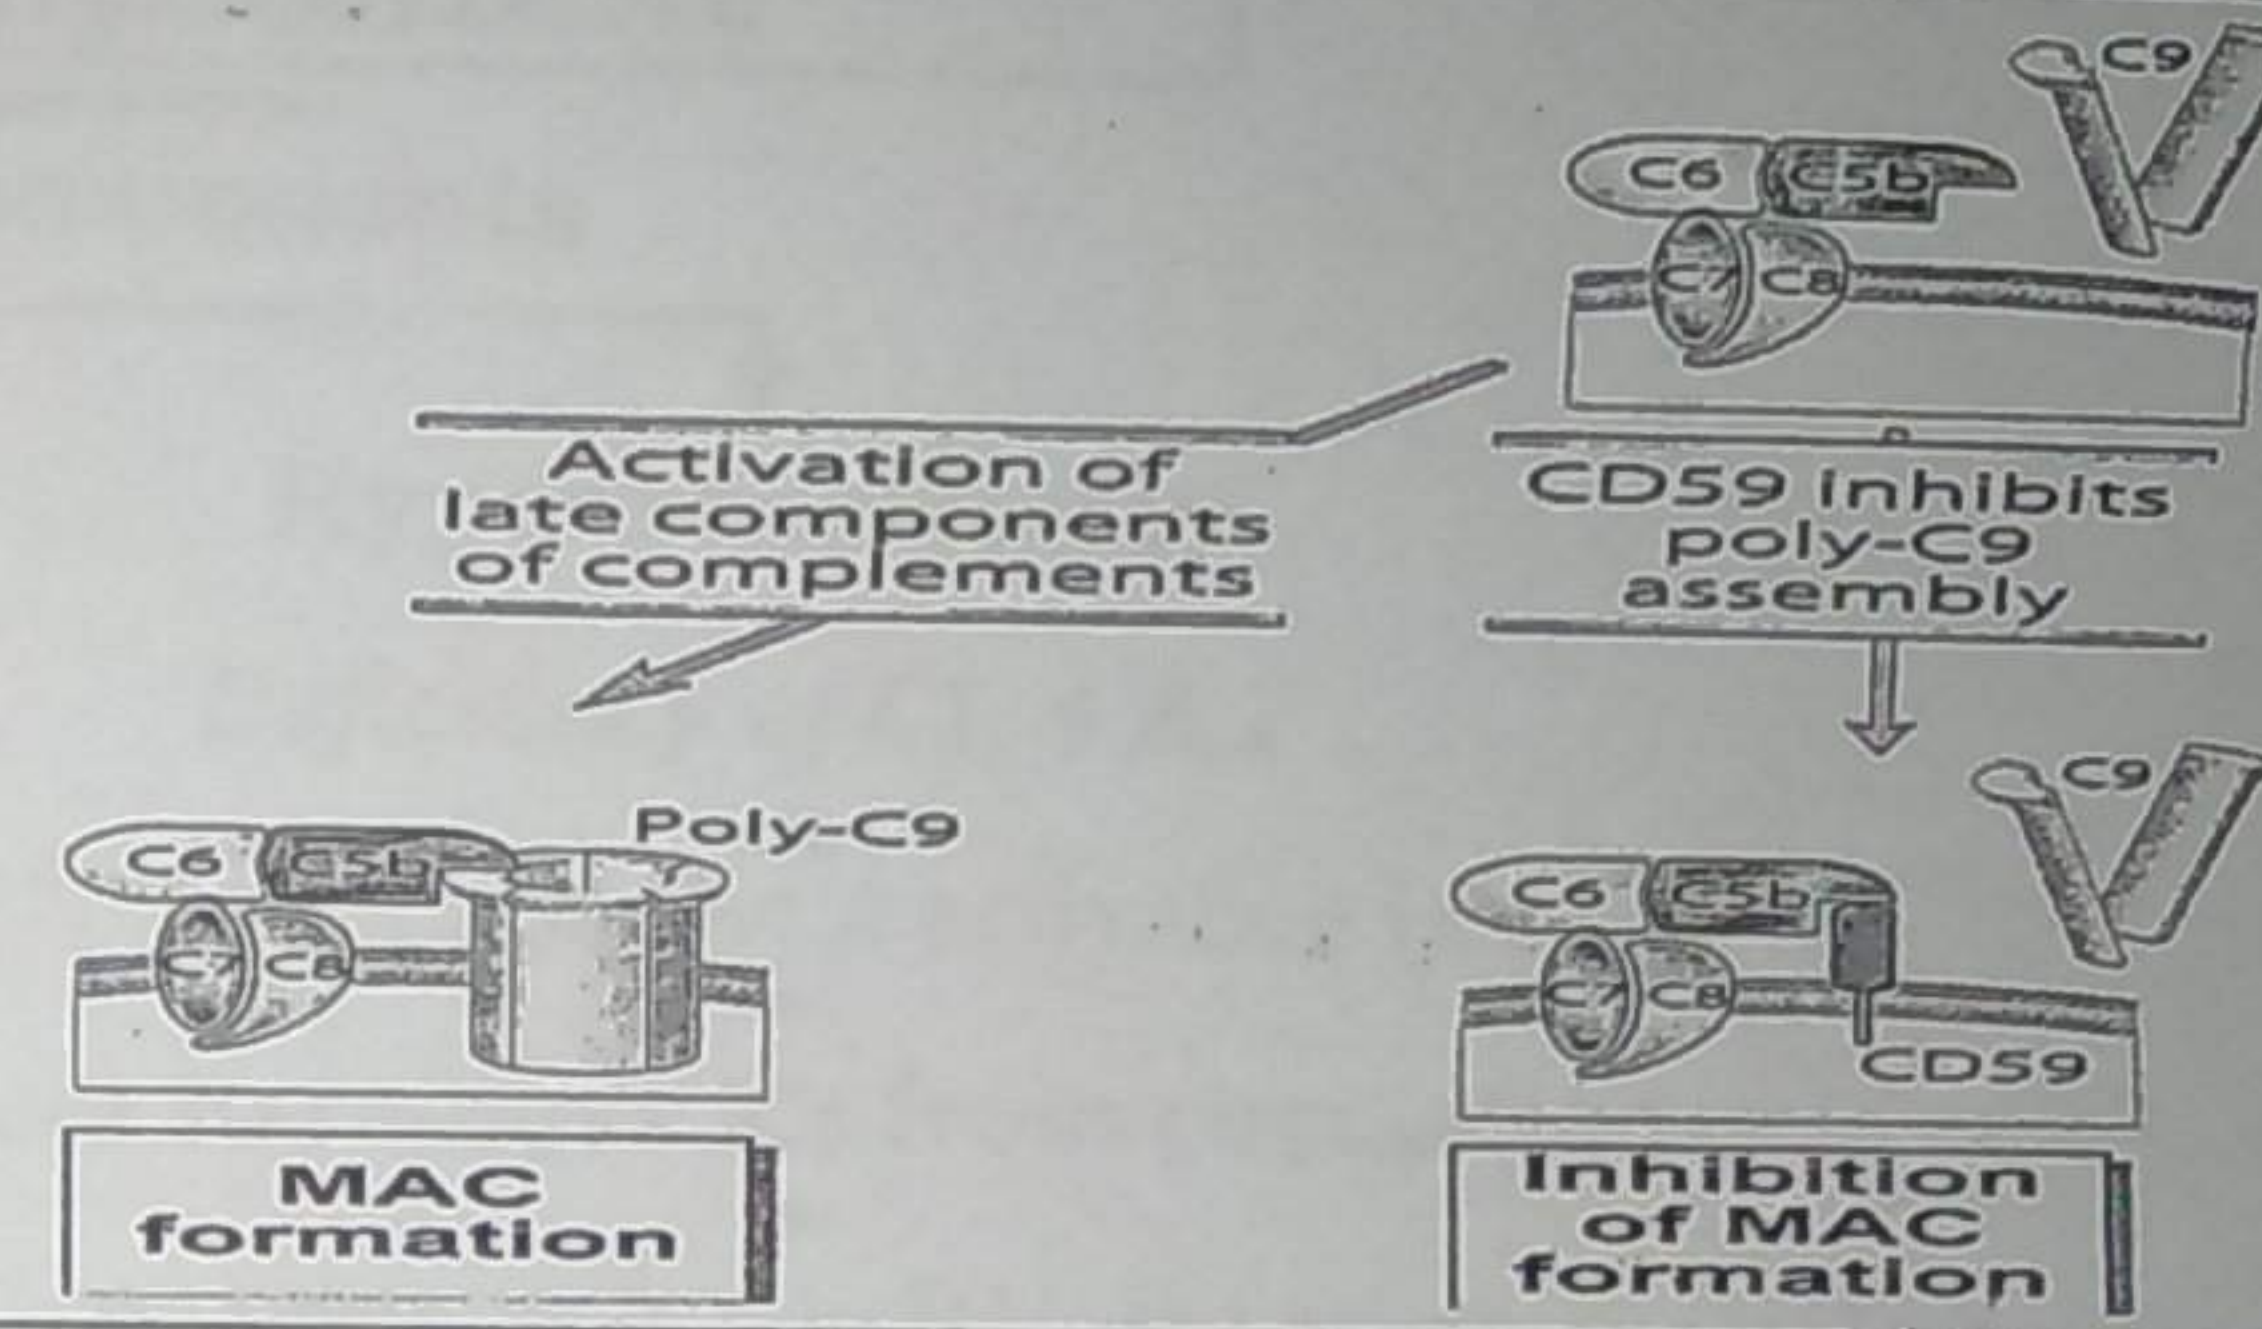 C9
C6 C5b
C7 C8
Activation of
late components
of complements
CD59 inhibits
poly-C9
assembly
Poly-C9
C6 C5b
C7 C8
MAC
formation
C9
C6 C5b
C7 C8
CD59
Inhibition
of MAC
formation